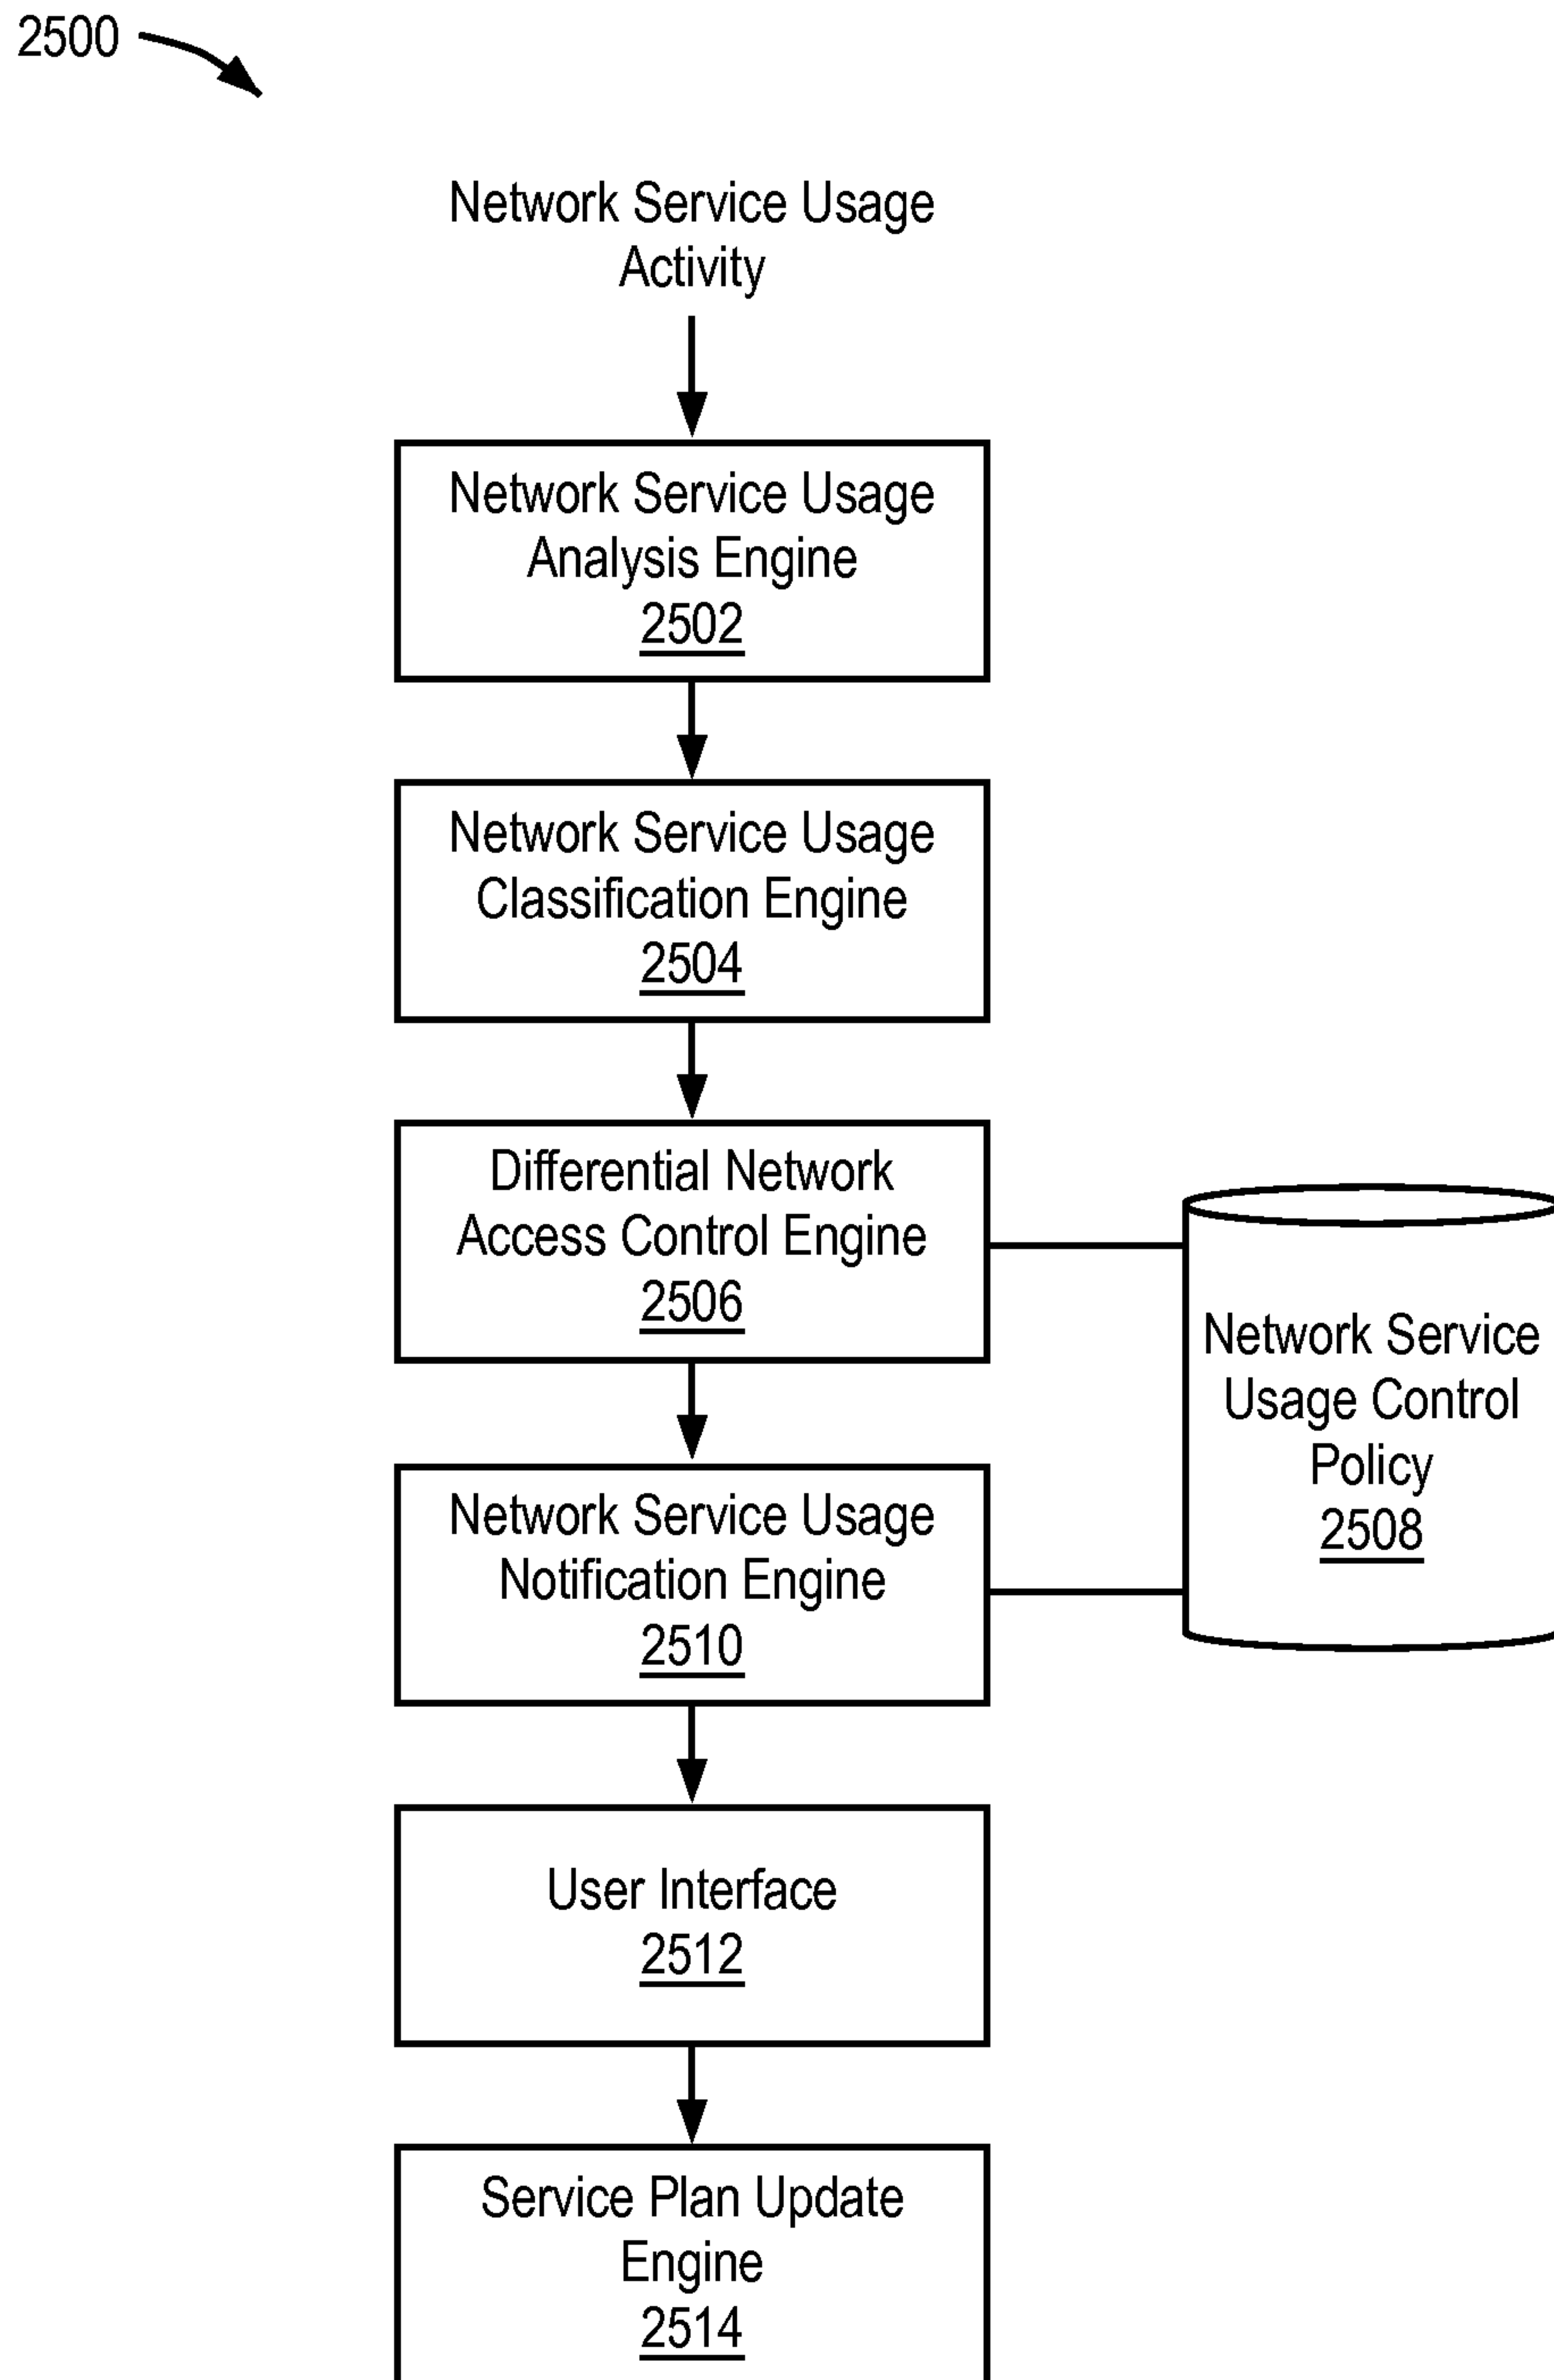 2500
Network Service Usage
Activity
Network Service Usage
Analysis Engine
2502
Network Service Usage
Classification Engine
2504
Differential Network
Access Control Engine
2506
Network Service
Usage Control
Policy
2508
Network Service Usage
Notification Engine
2510
User Interface
2512
Service Plan Update
Engine
2514